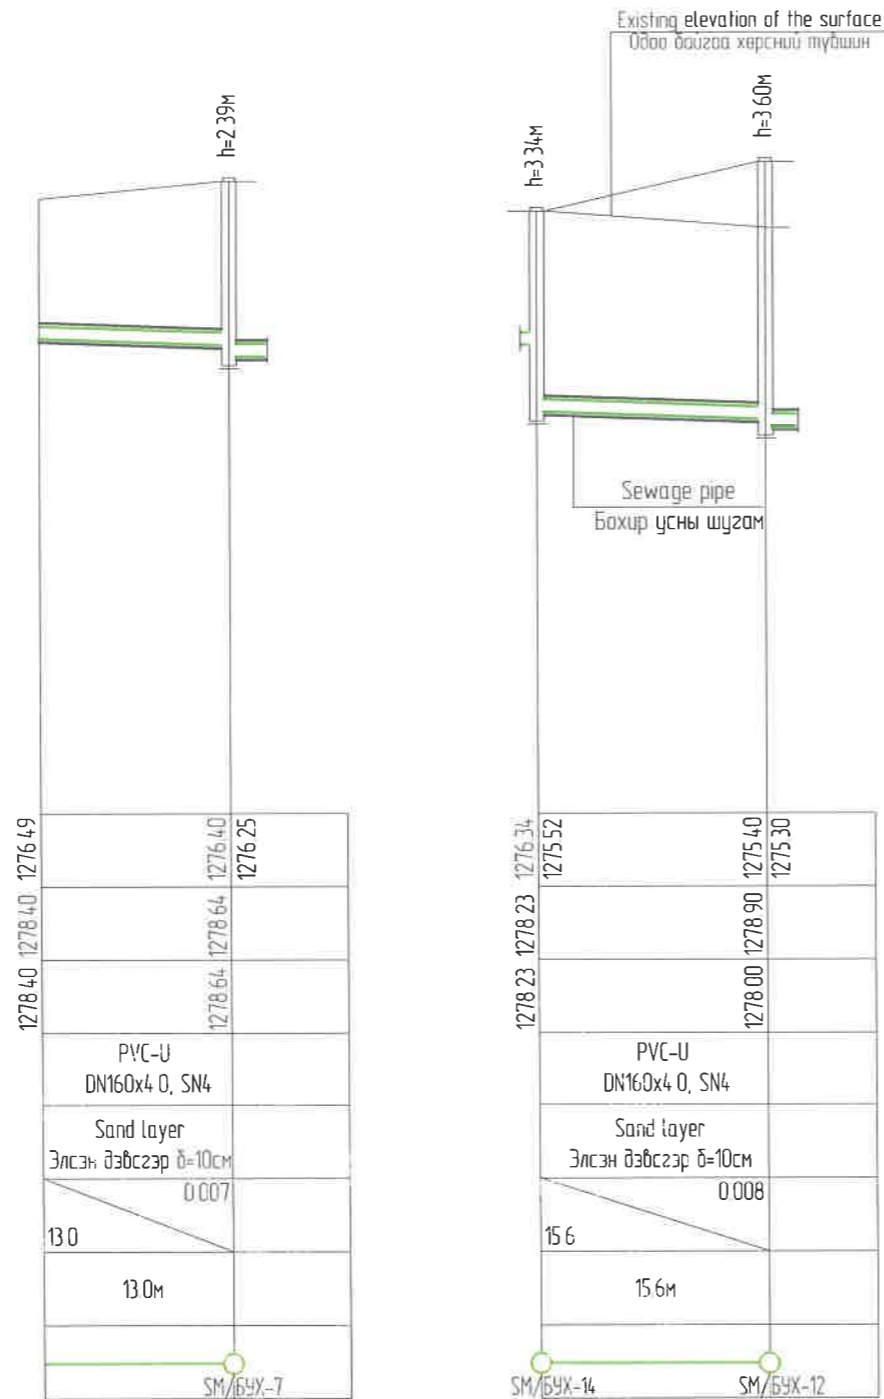 Existing elevation of the surface
Одоо байгаа хөрсний түвшин
h=2.39м
h=3.34м
h=3.60м
Sewage pipe
Бохир усны шугам
1276.49
1276.40
1276.25
1278.40
1278.64
1278.40
1278.64
PVC-U
DN160x4.0, SN4
Sand layer
Элсэн дэвсгэр δ=10см
0.007
13.0
13.0м
SM/БУХ-7
1276.34
1275.52
1275.40
1275.30
1278.23
1278.90
1278.23
1278.00
PVC-U
DN160x4.0, SN4
Sand layer
Элсэн дэвсгэр δ=10см
0.008
15.6
15.6м
SM/БУХ-14
SM/БУХ-12